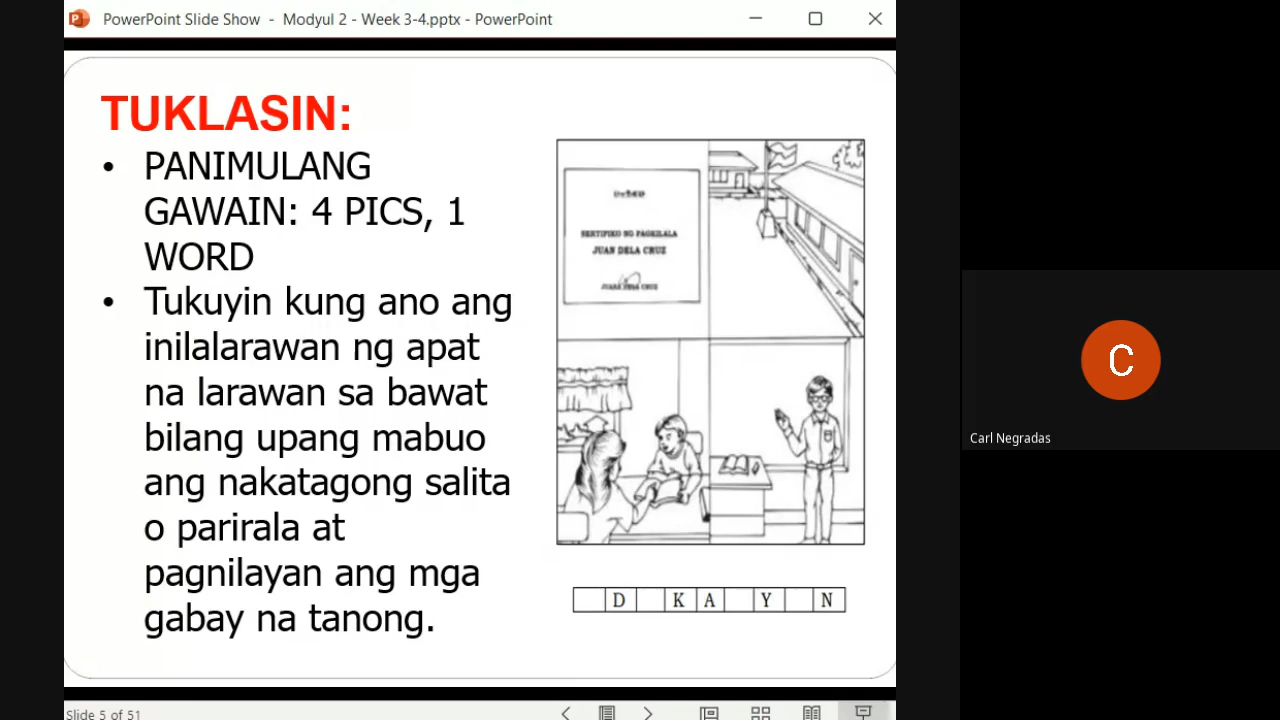 PowerPoint Slide Show - Modyul 2 - Week 3-4.pptx - PowerPoint
TUKLASIN:
• PANIMULANG
GAWAIN: 4 PICS, 1
WORD
• Tukuyin kung ano ang
inilalarawan ng apat
na larawan sa bawat
bilang upang mabuo
ang nakatagong salita
o parirala at
pagnilayan ang mga
gabay na tanong.
SERTIPIKO NG PAGKILALA
JUAN DELA CRUZ
D K A Y N
C
Carl Negradas
Slide 5 of 51